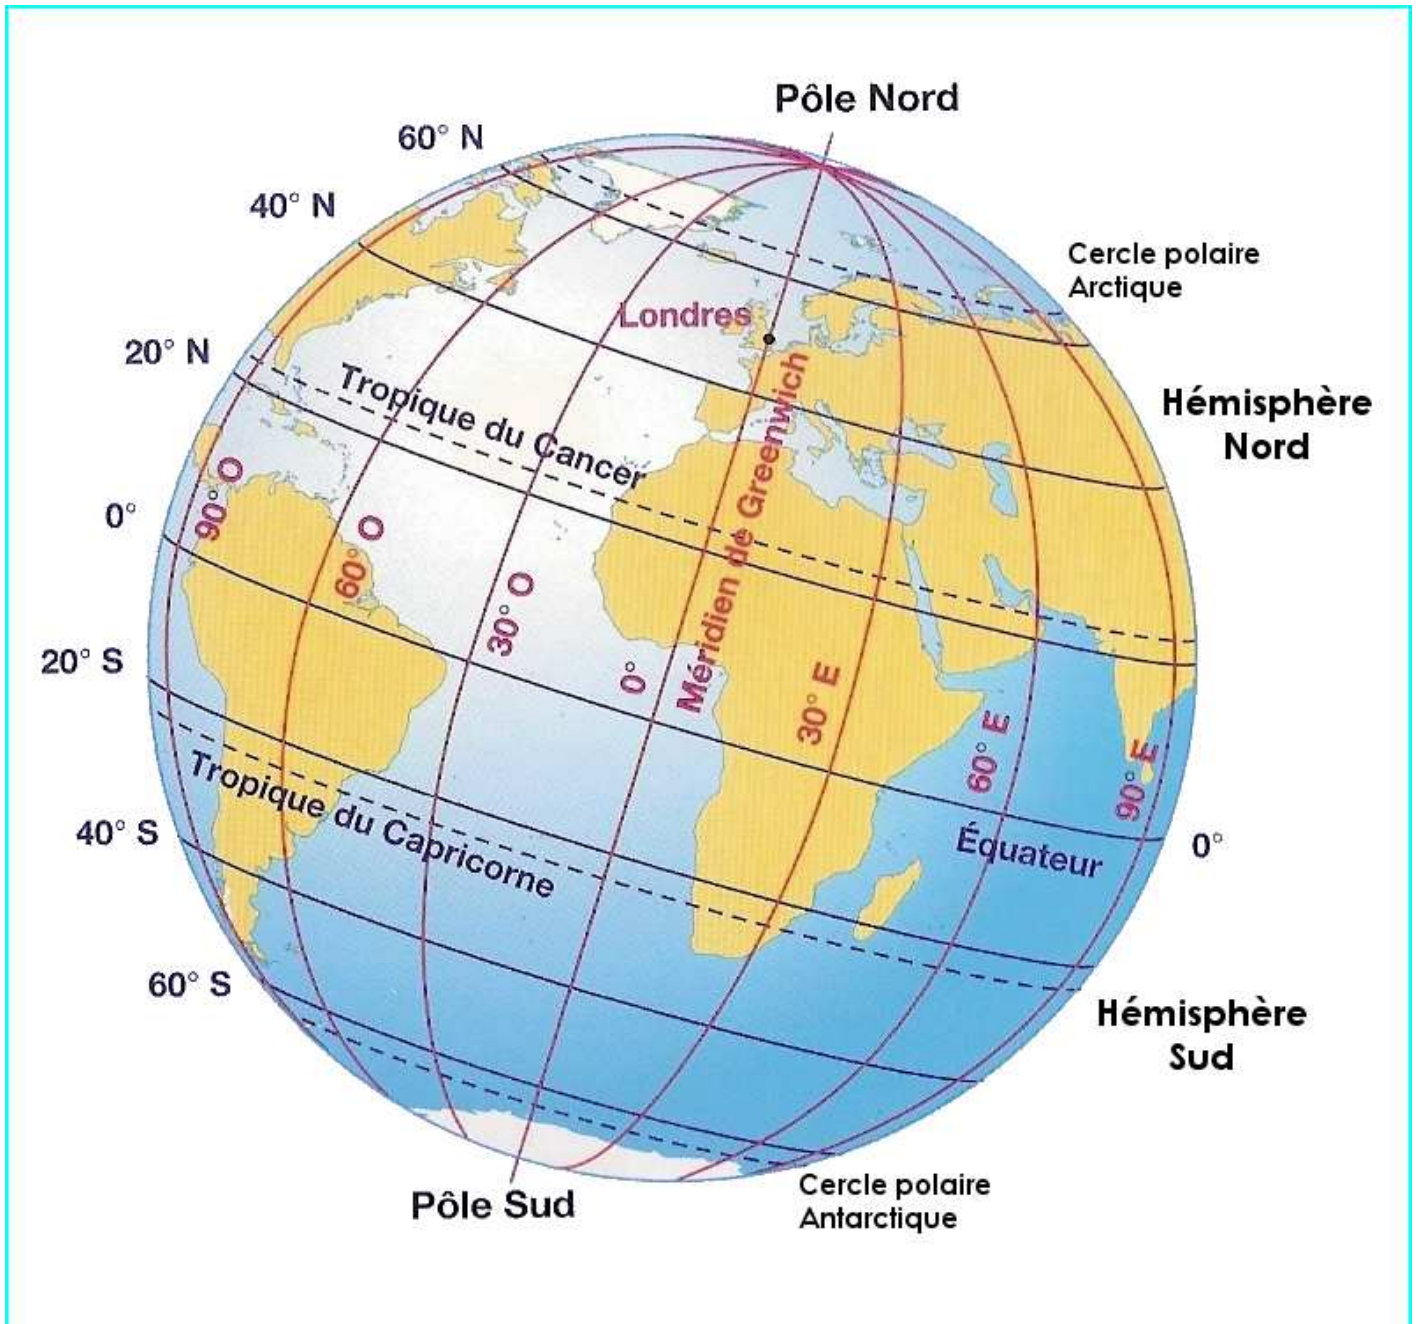 Pôle Nord
60° N
40° N
Cercle polaire
Arctique
Londres
20° N
Tropique du Cancer
Méridien de Greenwich
Hémisphère
Nord
0°
90° O
60° O
30° O
0°
30° E
60° E
90° E
20° S
Équateur
0°
Tropique du Capricorne
40° S
60° S
Hémisphère
Sud
Cercle polaire
Antarctique
Pôle Sud